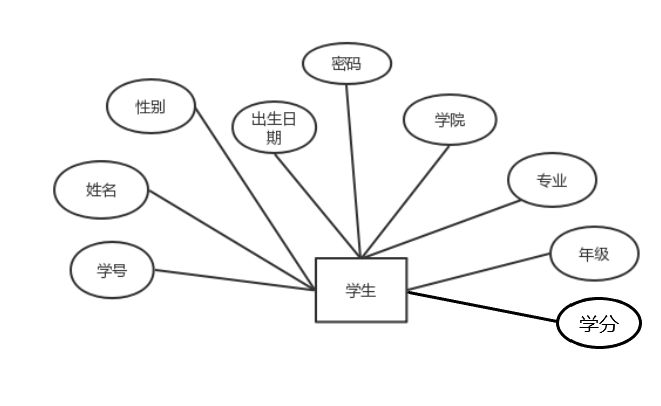 密码
性别
出生日
期
学院
专业
姓名
年级
学号
学生
学分